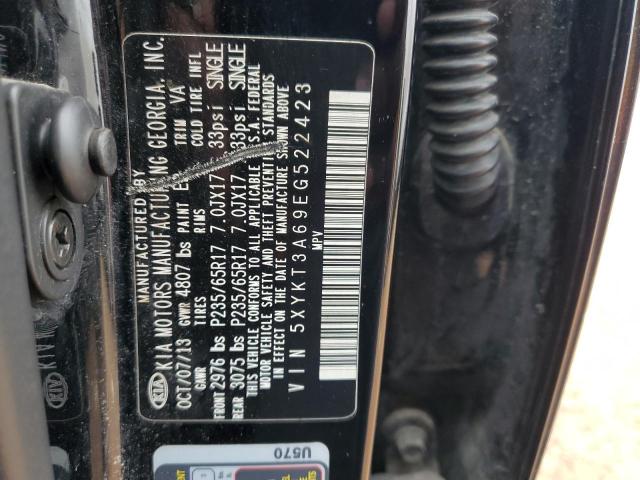 MANUFACTURED BY
KIA KIA MOTORS MANUFACTURING GEORGIA, INC.
OCT/07/13 GVWR 4807 lbs PAINT TRIM VA
GAWR TIRES RIMS COLD TIRE INFL
FRONT 2976 lbs P235/65R17 7.0JX17 33psi SINGLE
REAR 3075 lbs P235/65R17 7.0JX17 33psi SINGLE
THIS VEHICLE CONFORMS TO ALL APPLICABLE U.S.A. FEDERAL
MOTOR VEHICLE SAFETY AND THEFT PREVENTION STANDARDS
IN EFFECT ON THE DATE OF MANUFACTURE SHOWN ABOVE
VIN 5XYKT3A69EG522423
MPV
U570